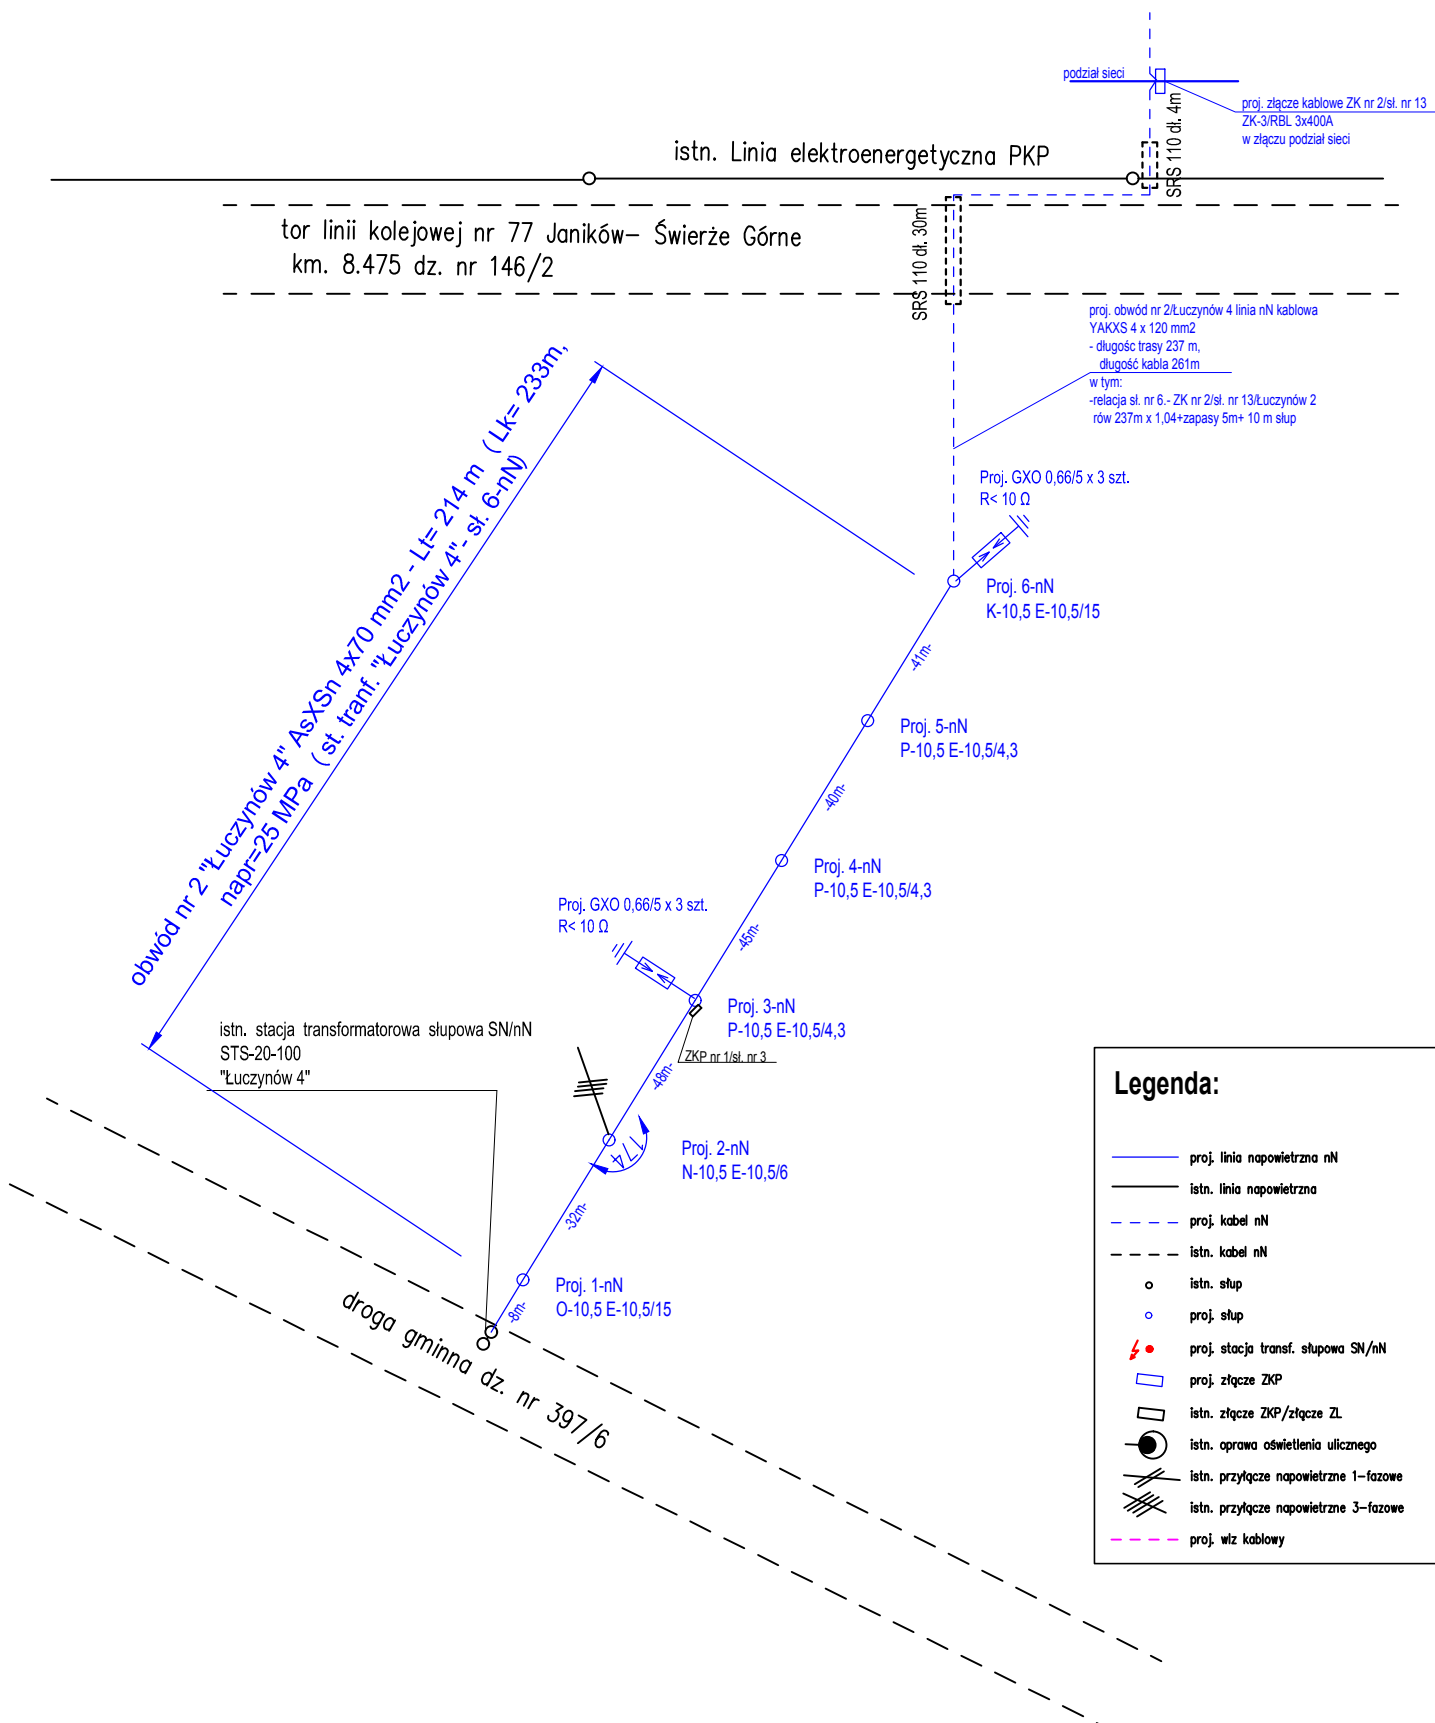 podział sieci
proj. złącze kablowe ZK nr 2/sł. nr 13
ZK-3/RBL 3x400A
w złączu podział sieci
SRS 110 dł. 4m
istn. Linia elektroenergetyczna PKP
tor linii kolejowej nr 77 Janików– Świerże Górne
km. 8.475 dz. nr 146/2
SRS 110 dł. 30m
proj. obwód nr 2/Łuczynów 4 linia nN kablowa
YAKXS 4 x 120 mm2
- długośc trasy 237 m,
długość kabla 261m
w tym:
-relacja sł. nr 6.- ZK nr 2/sł. nr 13/Łuczynów 2
rów 237m x 1,04+zapasy 5m+ 10 m słup
obwód nr 2 "Łuczynów 4" AsXSn 4x70 mm2 - Lt= 214 m (Lk= 233m,
napr=25 MPa (st. tranf. "Łuczynów 4"- sł. 6-nN)
Proj. GXO 0,66/5 x 3 szt.
R< 10 Ω
Proj. 6-nN
K-10,5 E-10,5/15
-41m-
Proj. 5-nN
P-10,5 E-10,5/4,3
-40m-
Proj. 4-nN
P-10,5 E-10,5/4,3
-45m-
Proj. GXO 0,66/5 x 3 szt.
R< 10 Ω
Proj. 3-nN
P-10,5 E-10,5/4,3
ZKP nr 1/sł. nr 3
-48m-
istn. stacja transformatorowa słupowa SN/nN
STS-20-100
"Łuczynów 4"
174
Proj. 2-nN
N-10,5 E-10,5/6
-32m-
Proj. 1-nN
O-10,5 E-10,5/15
-8m-
droga gminna dz. nr 397/6
Legenda:
proj. linia napowietrzna nN
istn. linia napowietrzna
proj. kabel nN
istn. kabel nN
istn. słup
proj. słup
proj. stacja transf. słupowa SN/nN
proj. złącze ZKP
istn. złącze ZKP/złącze ZL
istn. oprawa oświetlenia ulicznego
istn. przyłącze napowietrzne 1–fazowe
istn. przyłącze napowietrzne 3–fazowe
proj. wlz kablowy